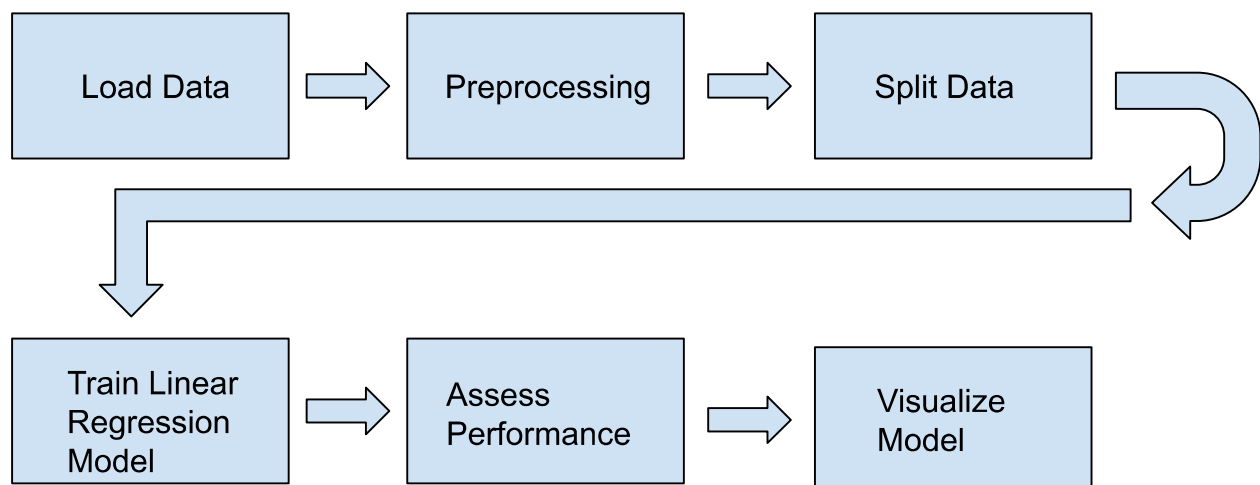 Load Data
Preprocessing
Split Data
Train Linear
Regression
Model
Assess
Performance
Visualize
Model